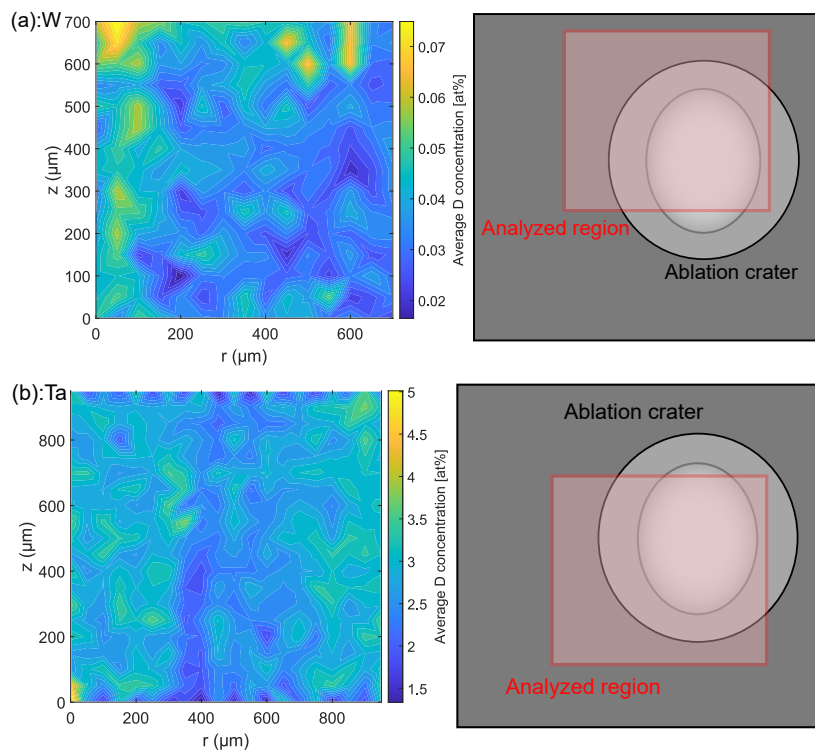 (a):W
700
600
500
400
300
200
100
0
z (µm)
0 200 400 600
r (µm)
0.07
0.06
0.05
0.04
0.03
0.02
Average D concentration [at%]
Analyzed region
Ablation crater
(b):Ta
800
600
400
200
0
z (µm)
0 200 400 600 800
r (µm)
5
4.5
4
3.5
3
2.5
2
1.5
Average D concentration [at%]
Ablation crater
Analyzed region